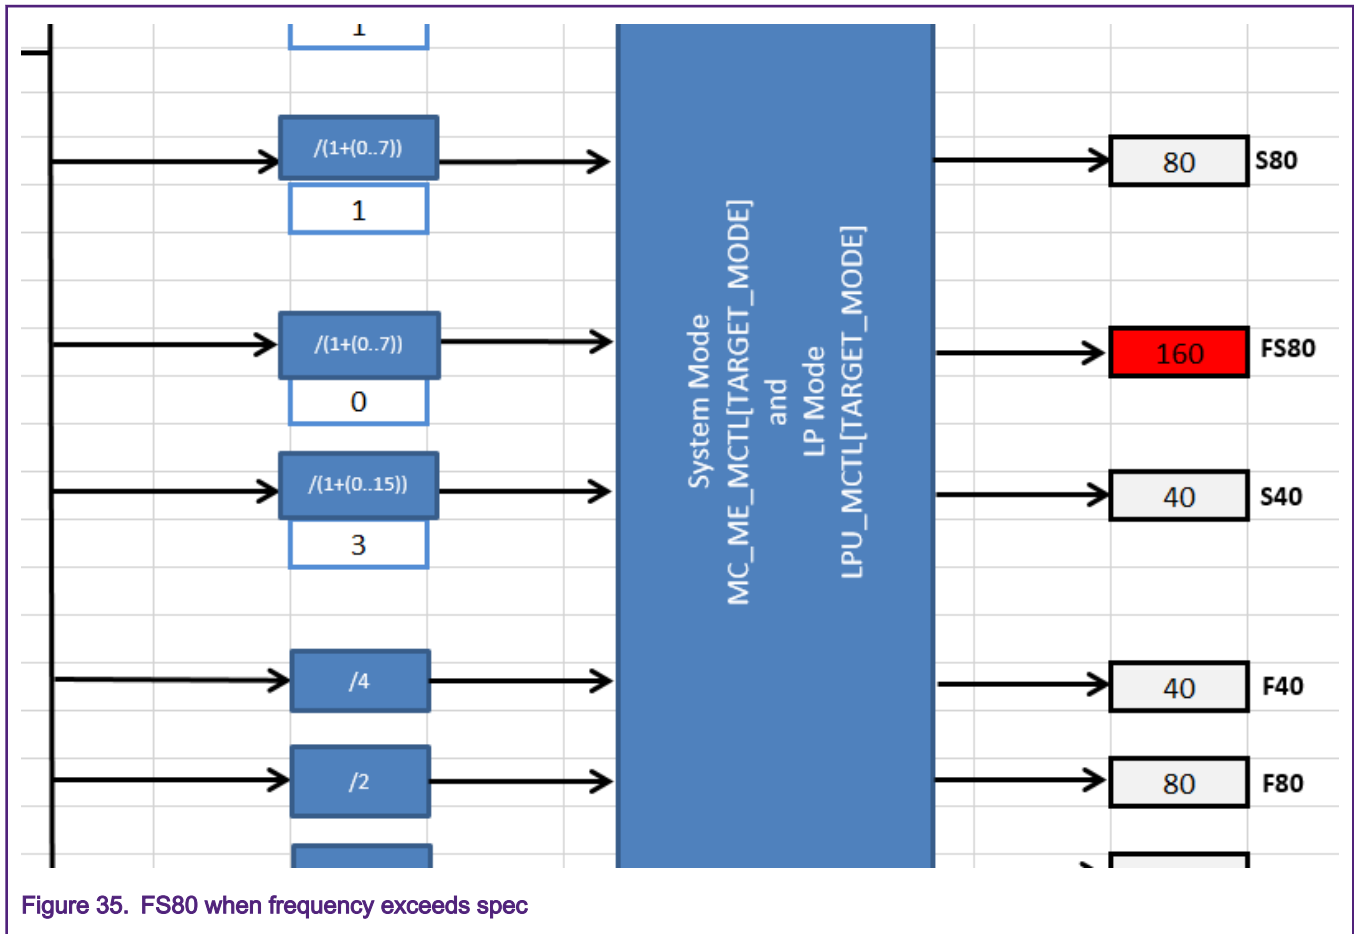 1
/(1+(0..7))
1
80
S80
/(1+(0..7))
0
160
FS80
/(1+(0..15))
3
40
S40
System Mode
MC_ME_MCTL[TARGET_MODE]
and
LP Mode
LPU_MCTL[TARGET_MODE]
/4
40
F40
/2
80
F80
Figure 35. FS80 when frequency exceeds spec